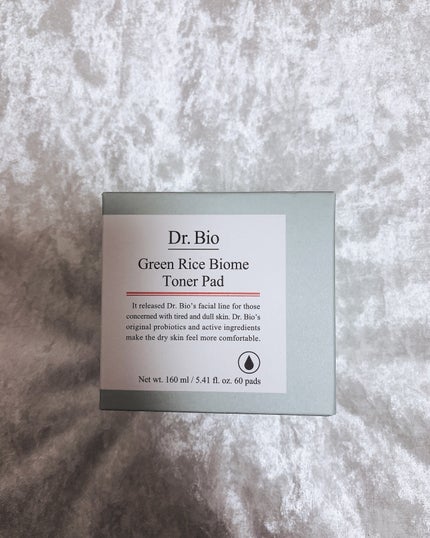 Dr. Bio
Green Rice Biome
Toner Pad
It released Dr. Bio's facial line for those
concerned with tired and dull skin. Dr. Bio's
original probiotics and active ingredients
make the dry skin feel more comfortable.
Net wt. 160 ml / 5.41 fl. oz. 60 pads